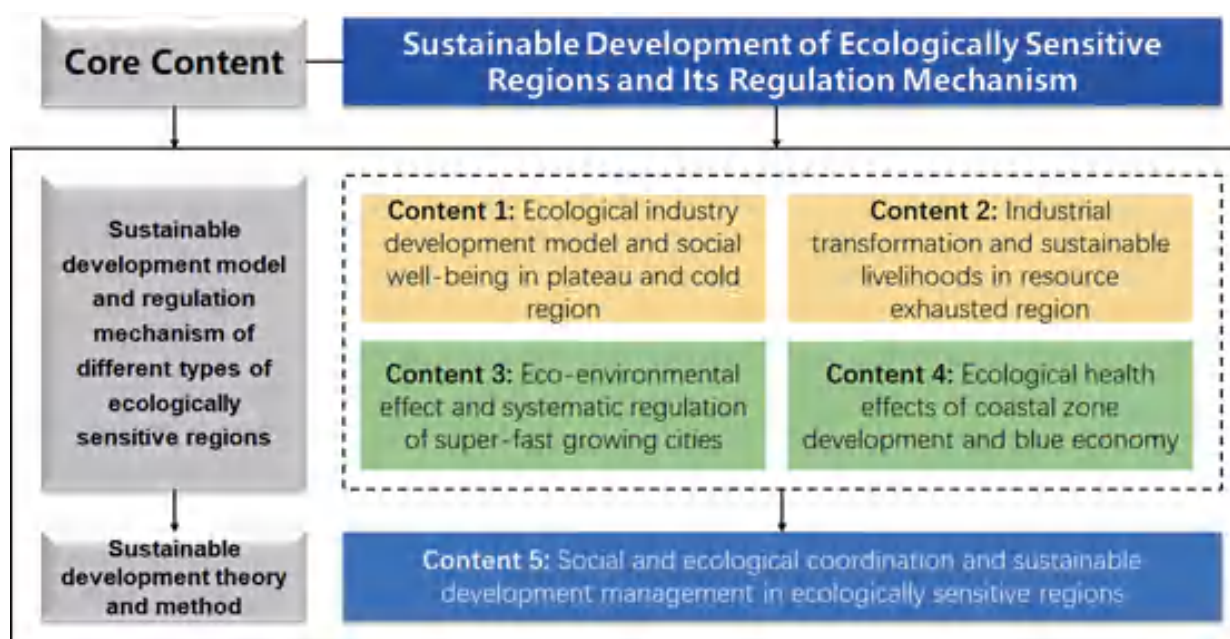 Core Content
Sustainable Development of Ecologically Sensitive
Regions and Its Regulation Mechanism
Sustainable
development model
and regulation
mechanism of
different types of
ecologically
sensitive regions
Content 1: Ecological industry
development model and social
well-being in plateau and cold
region
Content 2: Industrial
transformation and sustainable
livelihoods in resource
exhausted region
Content 3: Eco-environmental
effect and systematic regulation
of super-fast growing cities
Content 4: Ecological health
effects of coastal zone
development and blue economy
Sustainable
development theory
and method
Content 5: Social and ecological coordination and sustainable
development management in ecologically sensitive regions